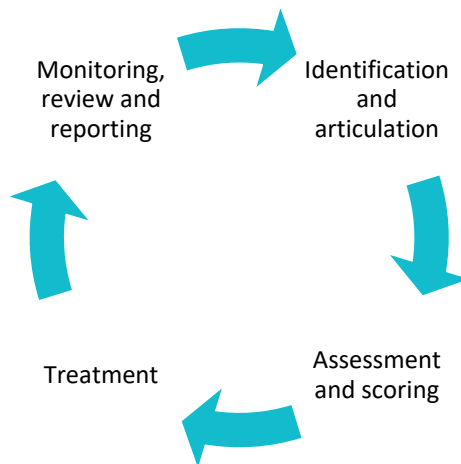 Monitoring,
review and
reporting
Identification
and
articulation
Assessment
and scoring
Treatment